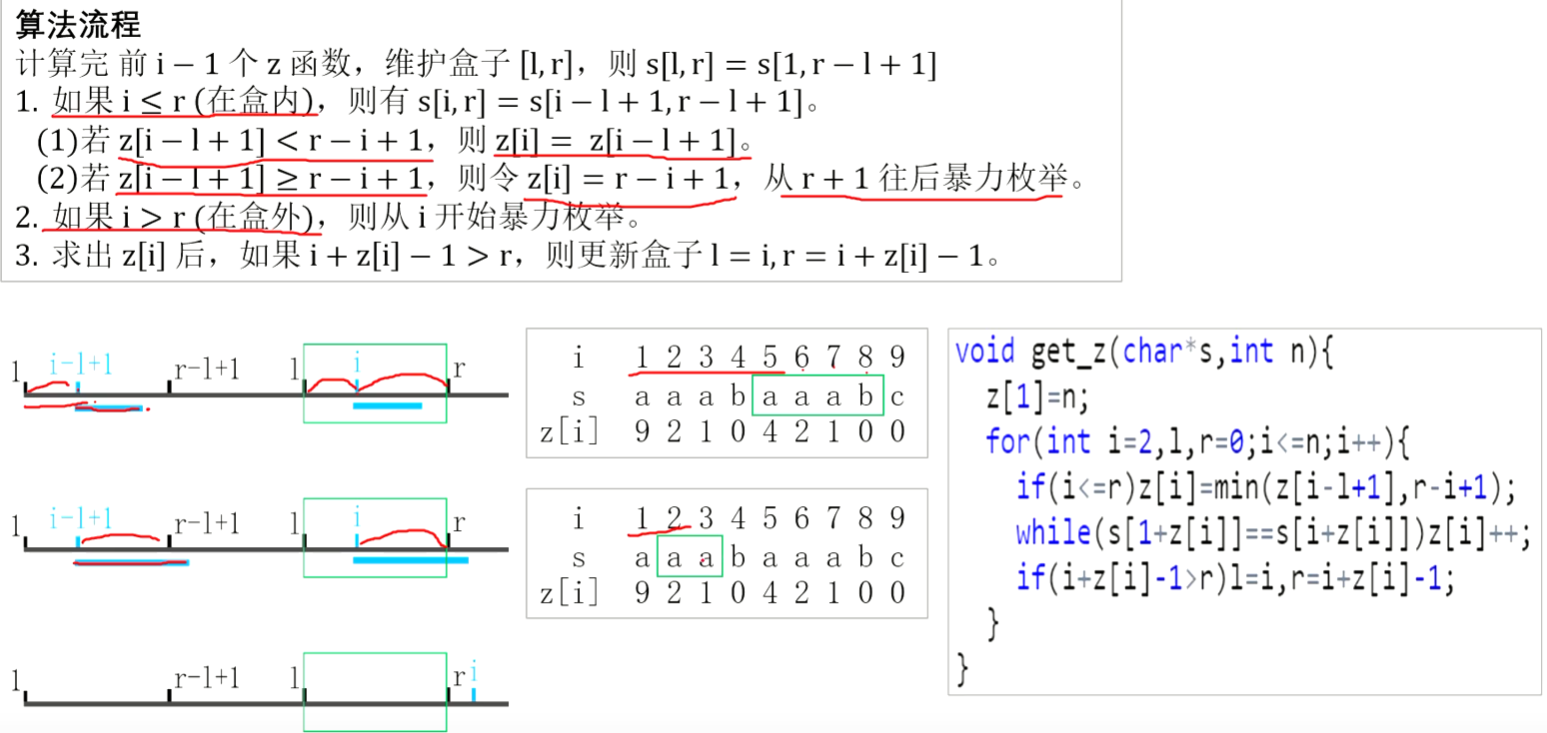 算法流程
计算完 前 i − 1 个 z 函数，维护盒子 [l, r]，则 s[l, r] = s[1, r − l + 1]
1. 如果 i ≤ r (在盒内)，则有 s[i, r] = s[i − l + 1, r − l + 1]。
(1)若 z[i − l + 1] < r − i + 1，则 z[i] = z[i − l + 1]。
(2)若 z[i − l + 1] ≥ r − i + 1，则令 z[i] = r − i + 1，从 r + 1 往后暴力枚举。
2. 如果 i > r (在盒外)，则从 i 开始暴力枚举。
3. 求出 z[i] 后，如果 i + z[i] − 1 > r，则更新盒子 l = i, r = i + z[i] − 1。
1 i-l+1 r-l+1 l i r
i 1 2 3 4 5 6 7 8 9
s a a a b a a a b c
z[i] 9 2 1 0 4 2 1 0 0
1 i-l+1 r-l+1 l i r
i 1 2 3 4 5 6 7 8 9
s a a a b a a a b c
z[i] 9 2 1 0 4 2 1 0 0
1 r-l+1 l r i
void get_z(char*s,int n){
z[1]=n;
for(int i=2,l,r=0;i<=n;i++){
if(i<=r)z[i]=min(z[i-l+1],r-i+1);
while(s[1+z[i]]==s[i+z[i]])z[i]++;
if(i+z[i]-1>r)l=i,r=i+z[i]-1;
}
}